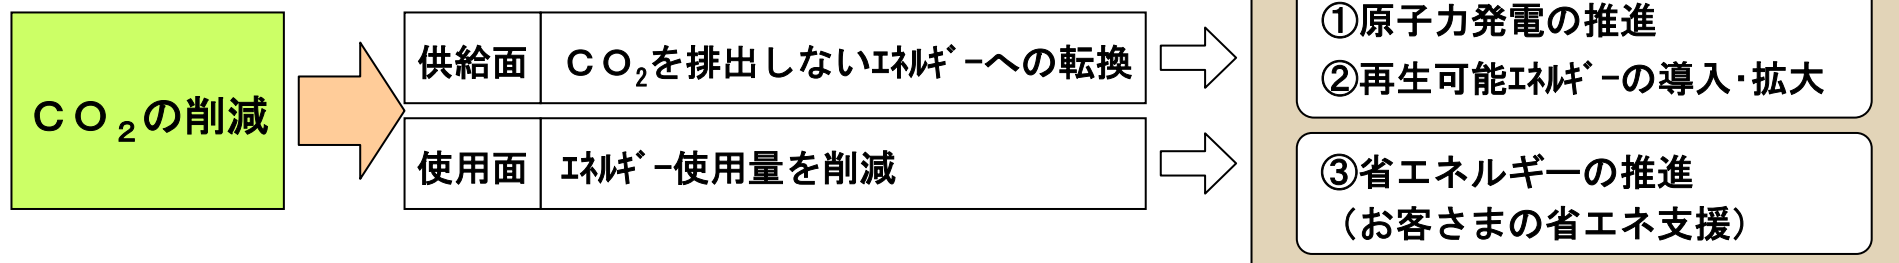 CO₂の削減
供給面 CO₂を排出しないｴﾈﾙｷﾞｰへの転換
①原子力発電の推進
②再生可能ｴﾈﾙｷﾞｰの導入･拡大
使用面 ｴﾈﾙｷﾞｰ使用量を削減
③省エネルギーの推進
（お客さまの省エネ支援）